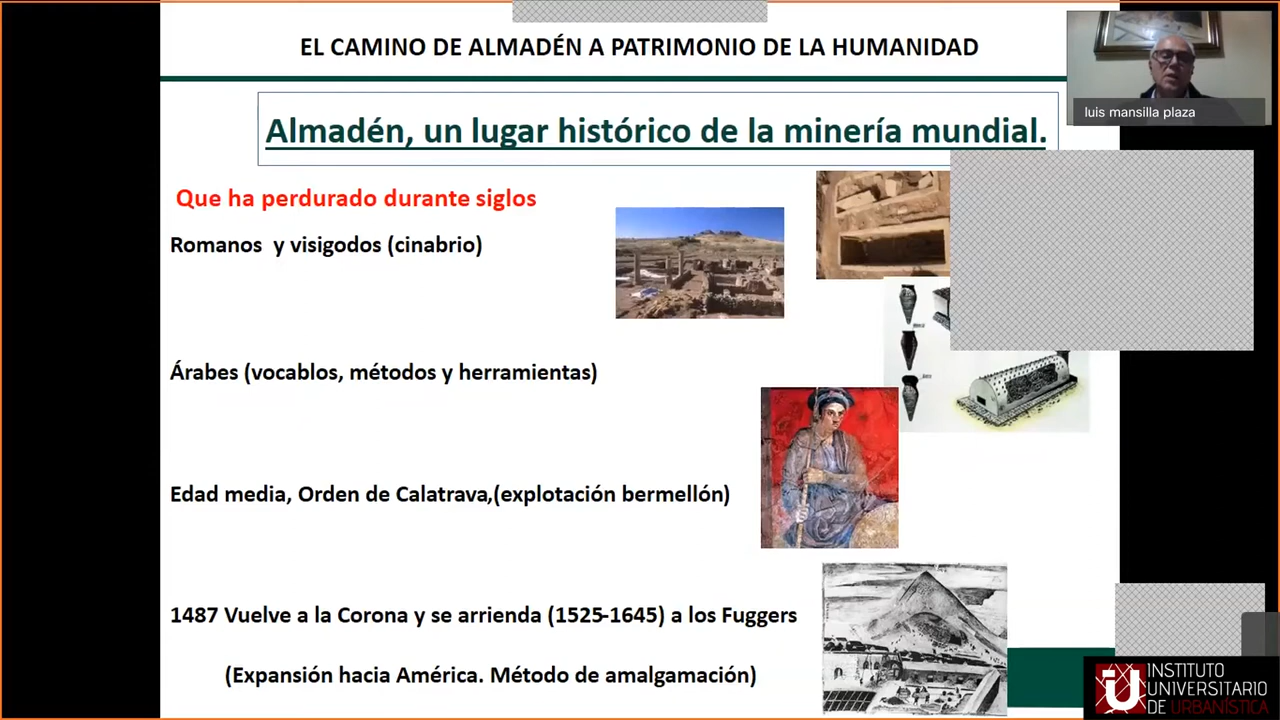 EL CAMINO DE ALMADÉN A PATRIMONIO DE LA HUMANIDAD
luis mansilla plaza
Almadén, un lugar histórico de la minería mundial.
Que ha perdurado durante siglos
Romanos y visigodos (cinabrio)
Árabes (vocablos, métodos y herramientas)
Edad media, Orden de Calatrava,(explotación bermellón)
1487 Vuelve a la Corona y se arrienda (1525-1645) a los Fuggers
(Expansión hacia América. Método de amalgamación)
INSTITUTO
UNIVERSITARIO
DE URBANÍSTICA